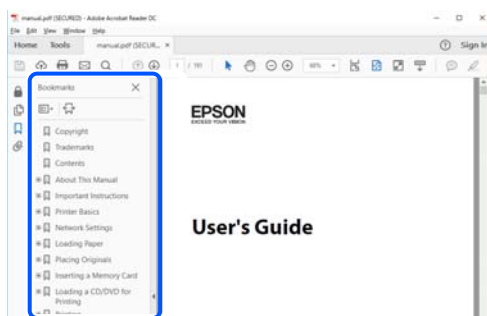 manual.pdf (SECURED) - Adobe Acrobat Reader DC
File Edit View Window Help
Home Tools manual.pdf (SECUR... ×
Sign In
1 / 191
Bookmarks
Copyright
Trademarks
Contents
About This Manual
Important Instructions
Printer Basics
Network Settings
Loading Paper
Placing Originals
Inserting a Memory Card
Loading a CD/DVD for
Printing
Printing
EPSON
EXCEED YOUR VISION
User's Guide